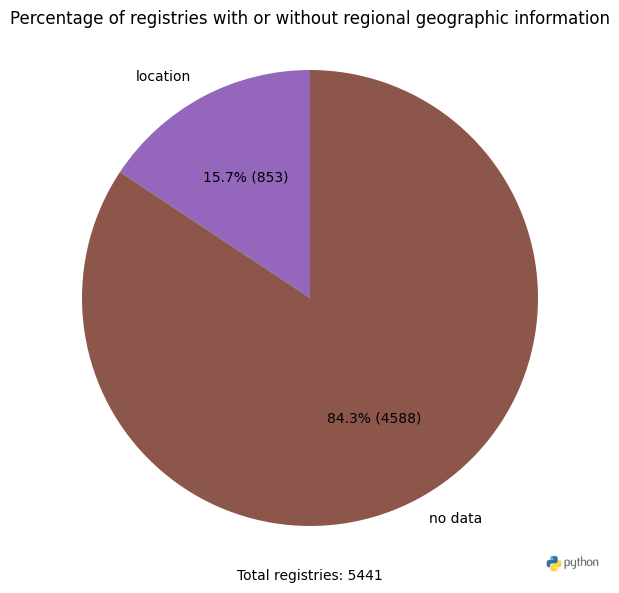 Percentage of registries with or without regional geographic information
location
15.7% (853)
84.3% (4588)
no data
python
Total registries: 5441